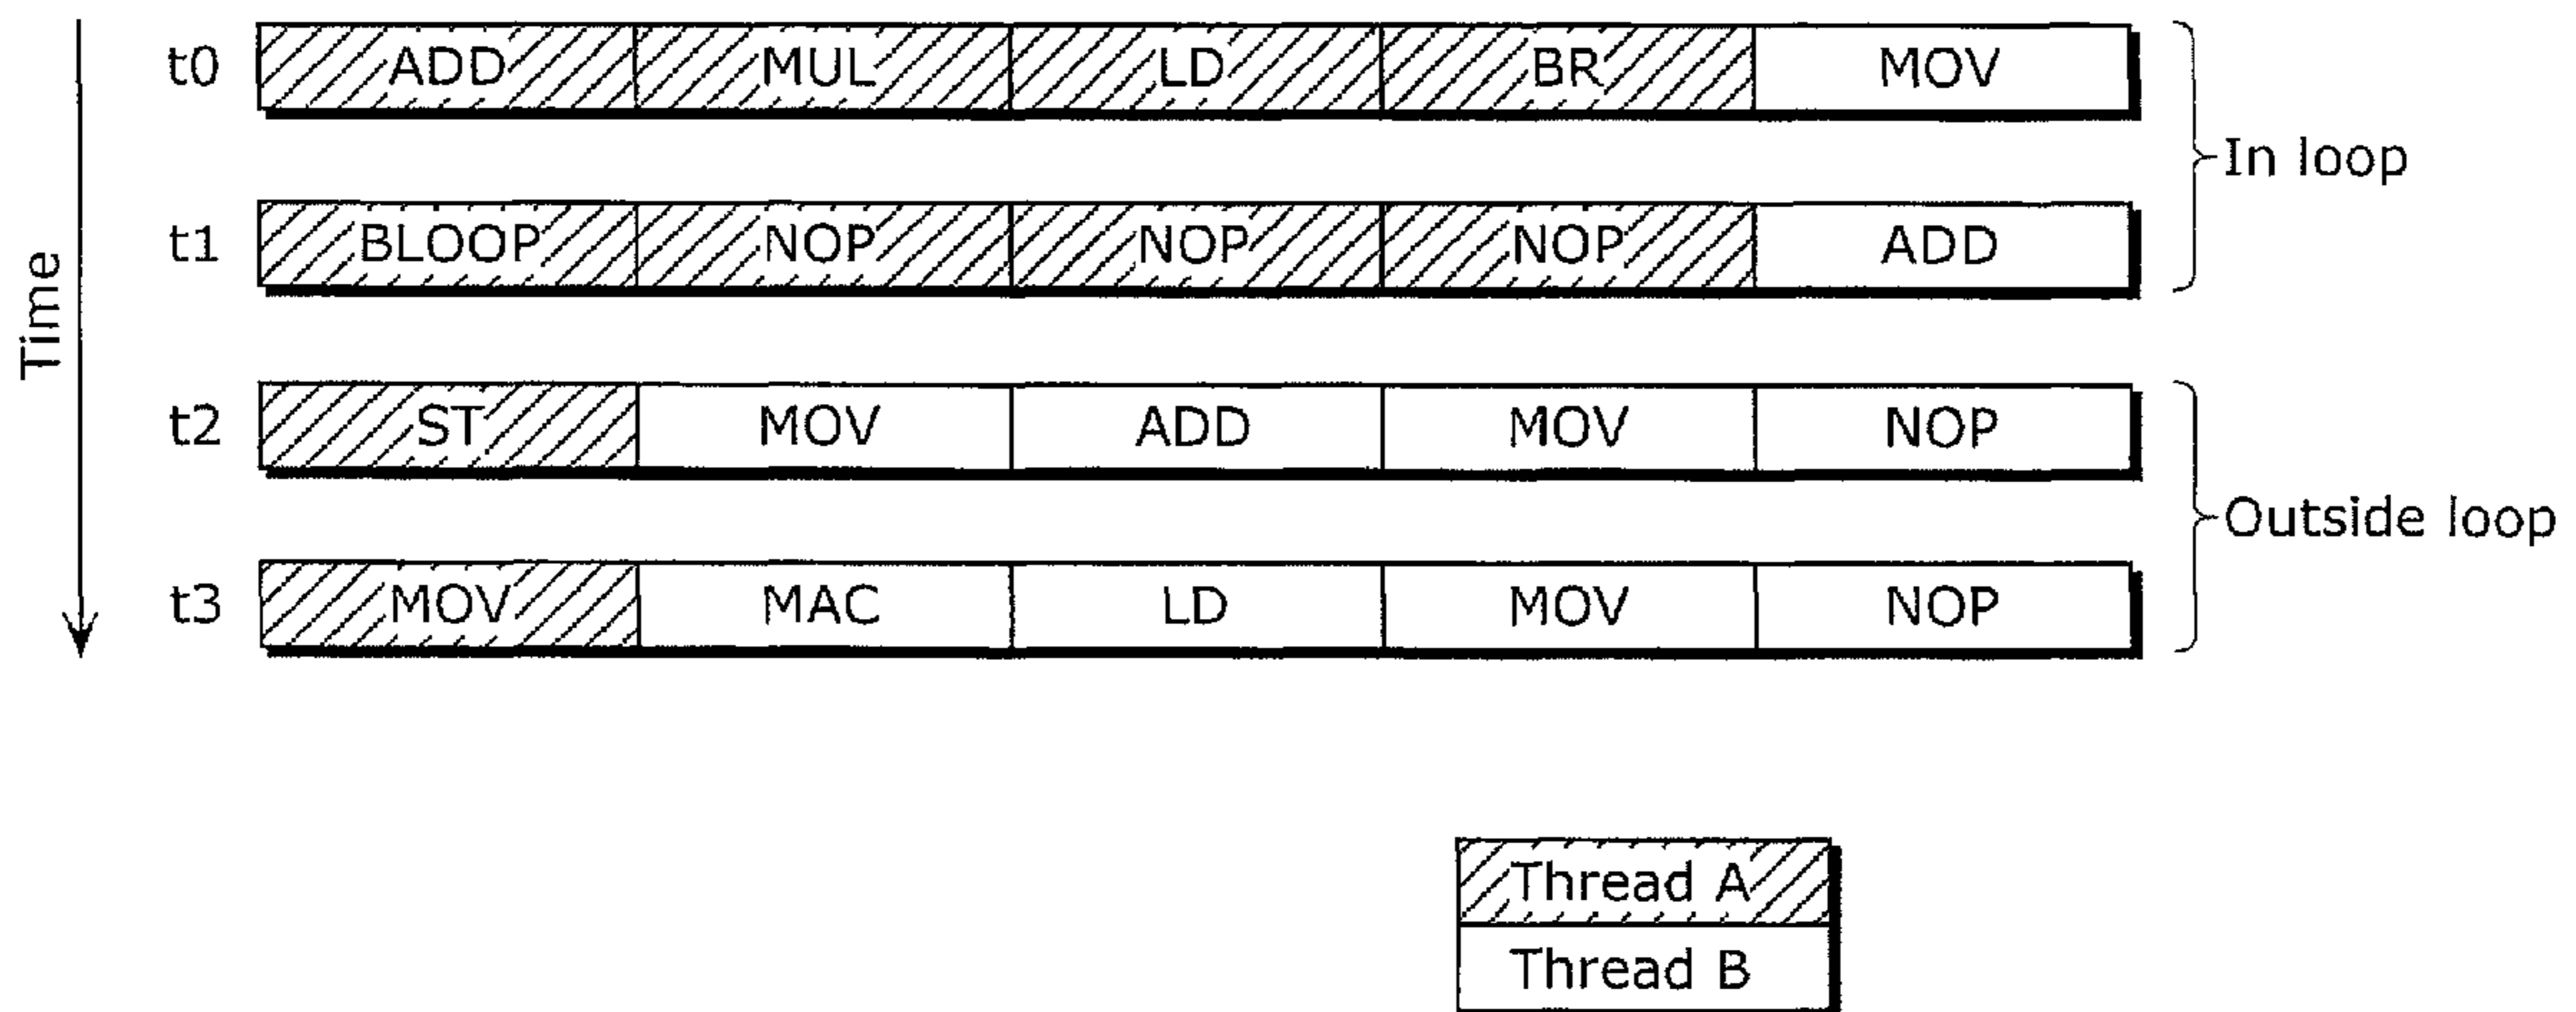 t0 ADD MUL LD BR MOV
In loop
t1 BLOOP NOP NOP NOP ADD
Time
t2 ST MOV ADD MOV NOP
Outside loop
t3 MOV MAC LD MOV NOP
Thread A
Thread B